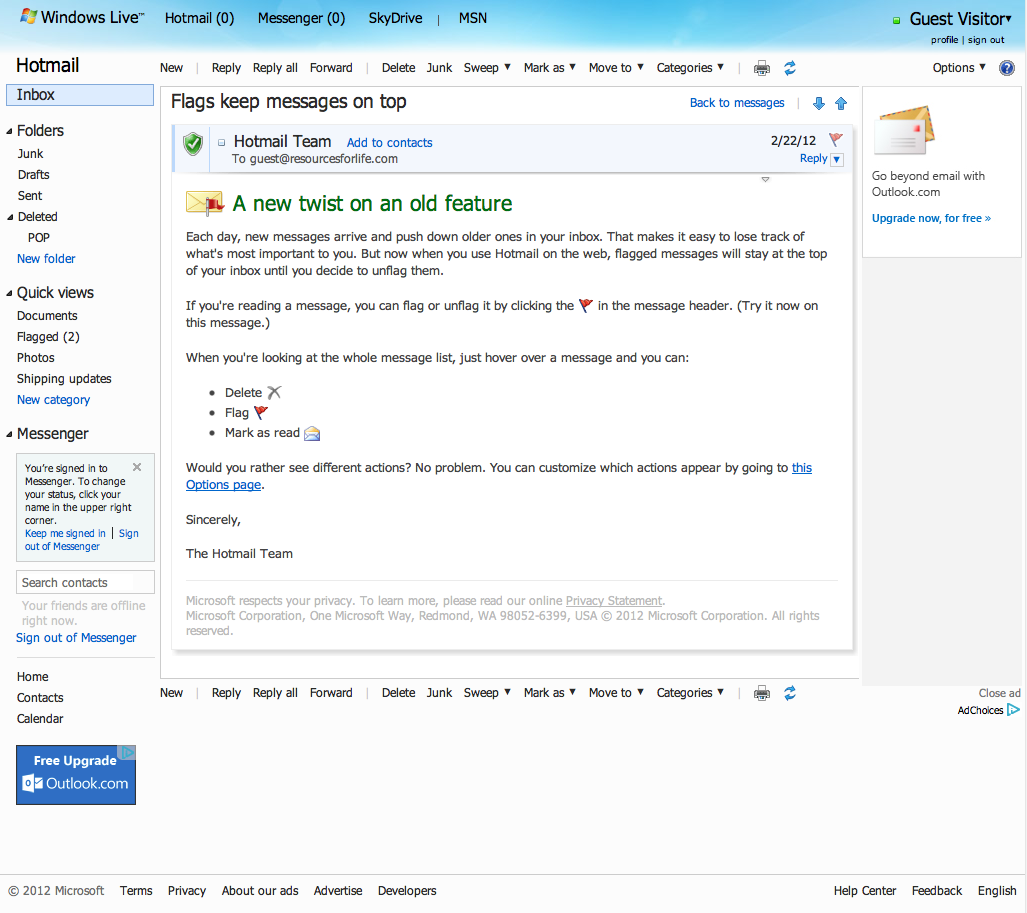 Windows Live™ Hotmail (0) Messenger (0) SkyDrive | MSN
Guest Visitor
profile | sign out
Hotmail
Inbox
Folders
Junk
Drafts
Sent
Deleted
POP
New folder
Quick views
Documents
Flagged (2)
Photos
Shipping updates
New category
Messenger
You're signed in to
Messenger. To change
your status, click your
name in the upper right
corner.
Keep me signed in | Sign
out of Messenger
Search contacts
Your friends are offline
right now.
Sign out of Messenger
Home
Contacts
Calendar
Free Upgrade
Outlook.com
New | Reply Reply all Forward | Delete Junk Sweep Mark as Move to Categories |
Options
Flags keep messages on top
Back to messages |
Hotmail Team Add to contacts
To guest@resourcesforlife.com
2/22/12
Reply
A new twist on an old feature
Each day, new messages arrive and push down older ones in your inbox. That makes it easy to lose track of
what's most important to you. But now when you use Hotmail on the web, flagged messages will stay at the top
of your inbox until you decide to unflag them.
If you're reading a message, you can flag or unflag it by clicking the in the message header. (Try it now on
this message.)
When you're looking at the whole message list, just hover over a message and you can:
• Delete
• Flag
• Mark as read
Would you rather see different actions? No problem. You can customize which actions appear by going to this
Options page.
Sincerely,
The Hotmail Team
Microsoft respects your privacy. To learn more, please read our online Privacy Statement.
Microsoft Corporation, One Microsoft Way, Redmond, WA 98052-6399, USA © 2012 Microsoft Corporation. All rights
reserved.
New | Reply Reply all Forward | Delete Junk Sweep Mark as Move to Categories |
Go beyond email with
Outlook.com
Upgrade now, for free »
Close ad
AdChoices
© 2012 Microsoft Terms Privacy About our ads Advertise Developers
Help Center Feedback English